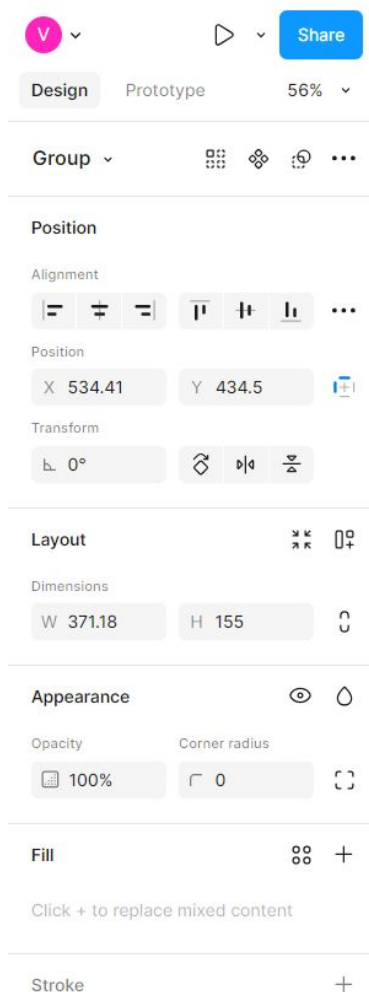 V
Share
Design Prototype 56%
Group
Position
Alignment
Position
X 534.41 Y 434.5
Transform
0°
Layout
Dimensions
W 371.18 H 155
Appearance
Opacity Corner radius
100% 0
Fill
Click + to replace mixed content
Stroke